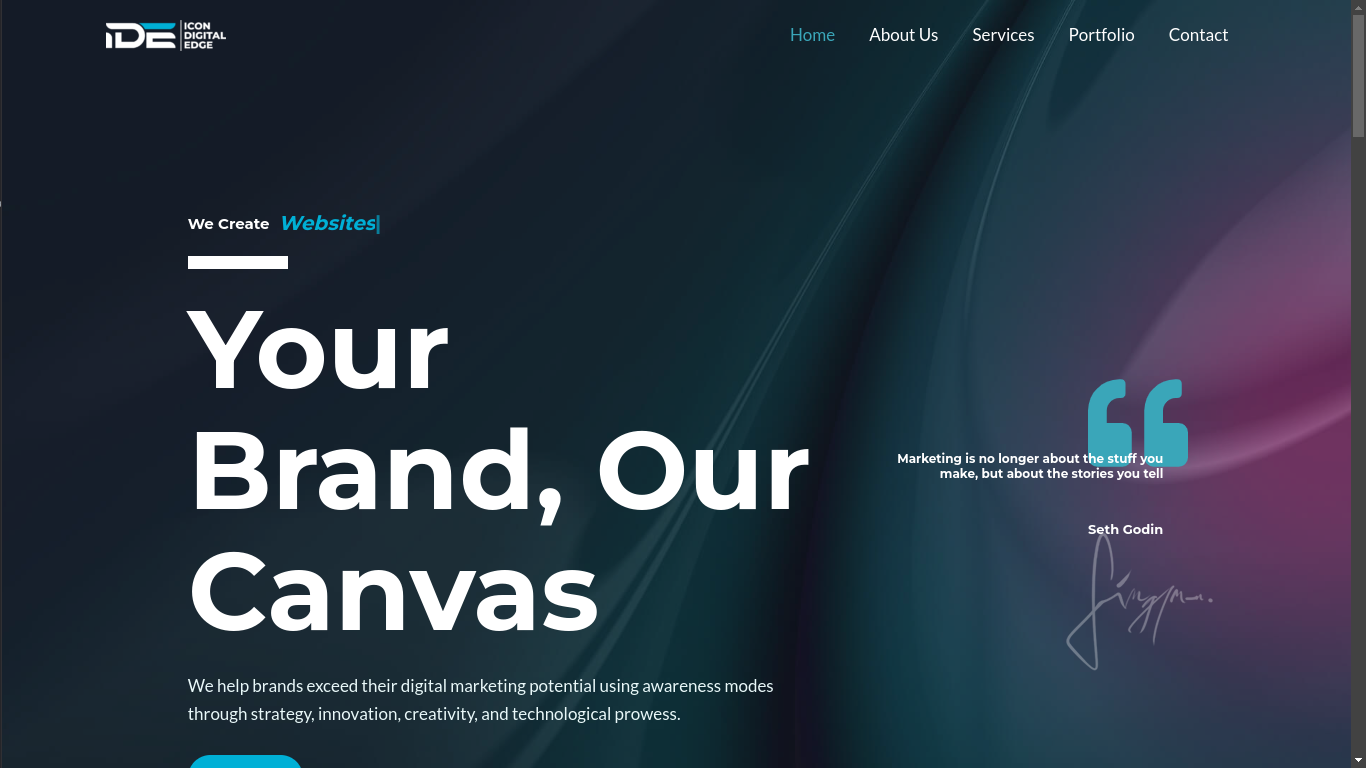 iDE ICON
DIGITAL
EDGE
Home About Us Services Portfolio Contact
We Create Websites
Your
Brand, Our
Canvas
We help brands exceed their digital marketing potential using awareness modes
through strategy, innovation, creativity, and technological prowess.
“
Marketing is no longer about the stuff you
make, but about the stories you tell
Seth Godin